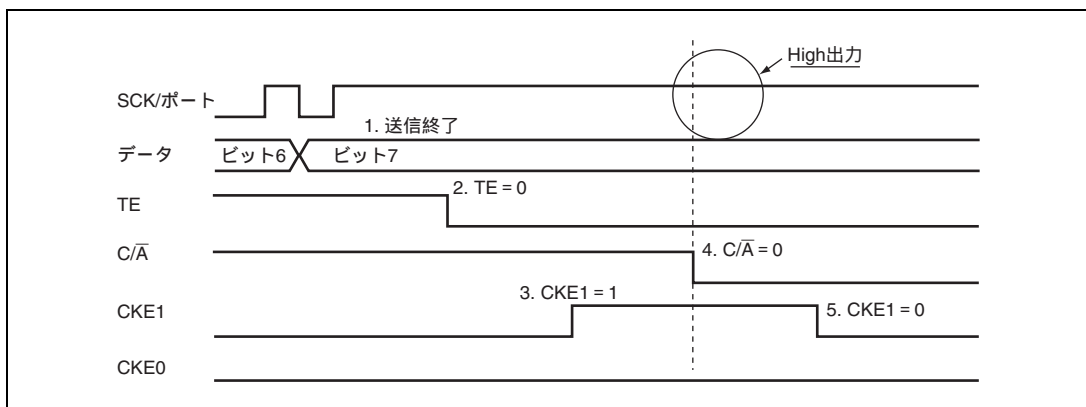 High出力
SCK/ポート
1. 送信終了
データ
ビット6
ビット7
TE
2. TE = 0
C/A̅
4. C/A̅ = 0
3. CKE1 = 1
CKE1
5. CKE1 = 0
CKE0